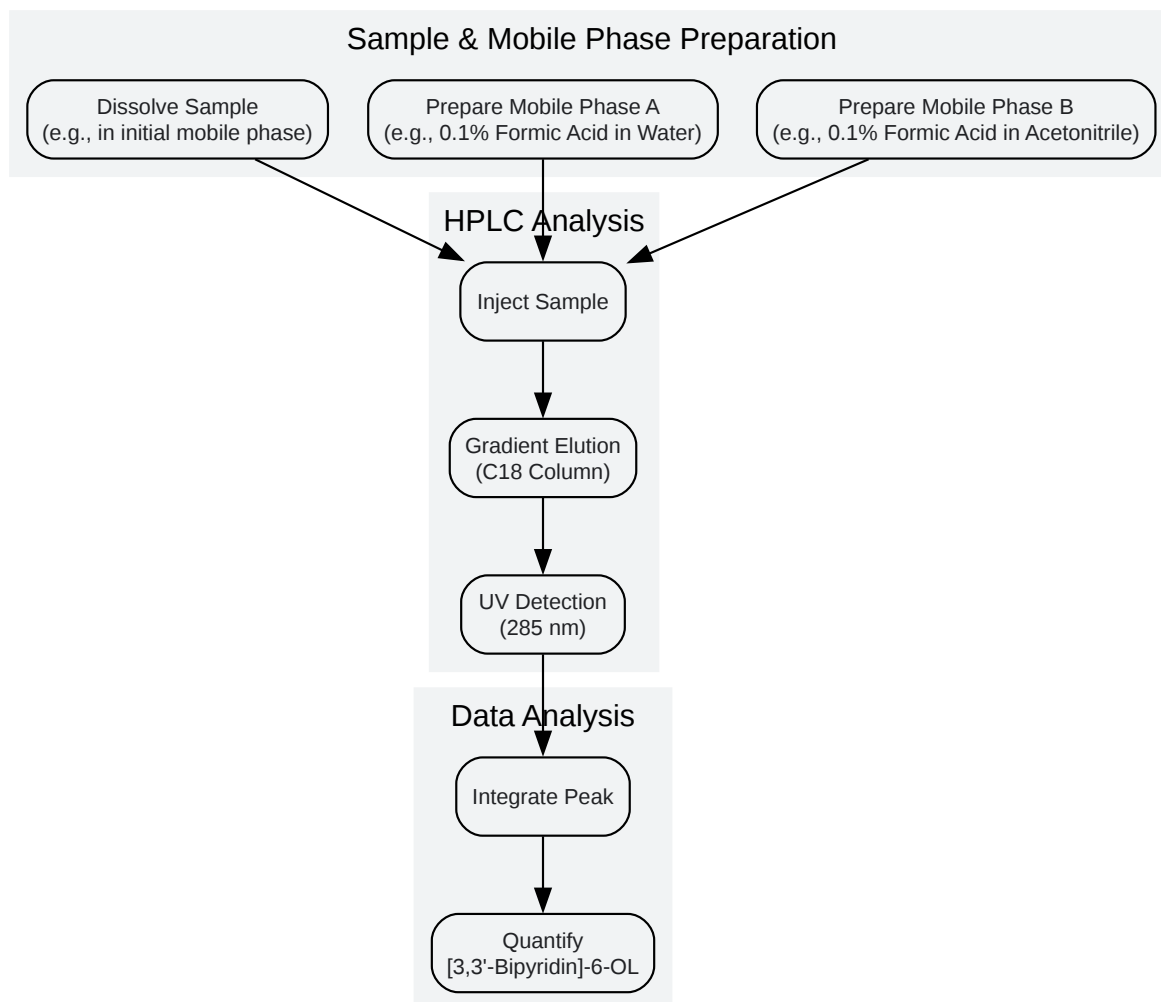 Sample & Mobile Phase Preparation
Dissolve Sample
(e.g., in initial mobile phase)
Prepare Mobile Phase A
(e.g., 0.1% Formic Acid in Water)
Prepare Mobile Phase B
(e.g., 0.1% Formic Acid in Acetonitrile)
HPLC Analysis
Inject Sample
Gradient Elution
(C18 Column)
UV Detection
(285 nm)
Data Analysis
Integrate Peak
Quantify
[3,3'-Bipyridin]-6-OL